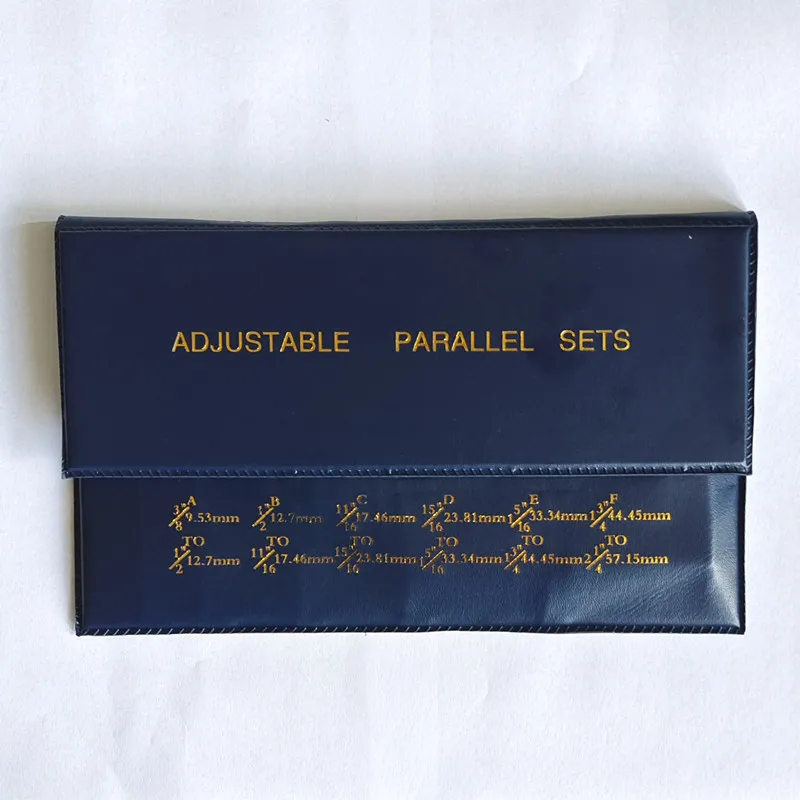 ADJUSTABLE PARALLEL SETS
A B C D E F
3/8" 9.53mm 1/2" 12.7mm 11/16" 17.46mm 15/16" 23.81mm 1 5/16" 33.34mm 1 3/4" 44.45mm
TO TO TO TO TO TO
1/2" 12.7mm 11/16" 17.46mm 15/16" 23.81mm 1 5/16" 33.34mm 1 3/4" 44.45mm 2 1/4" 57.15mm